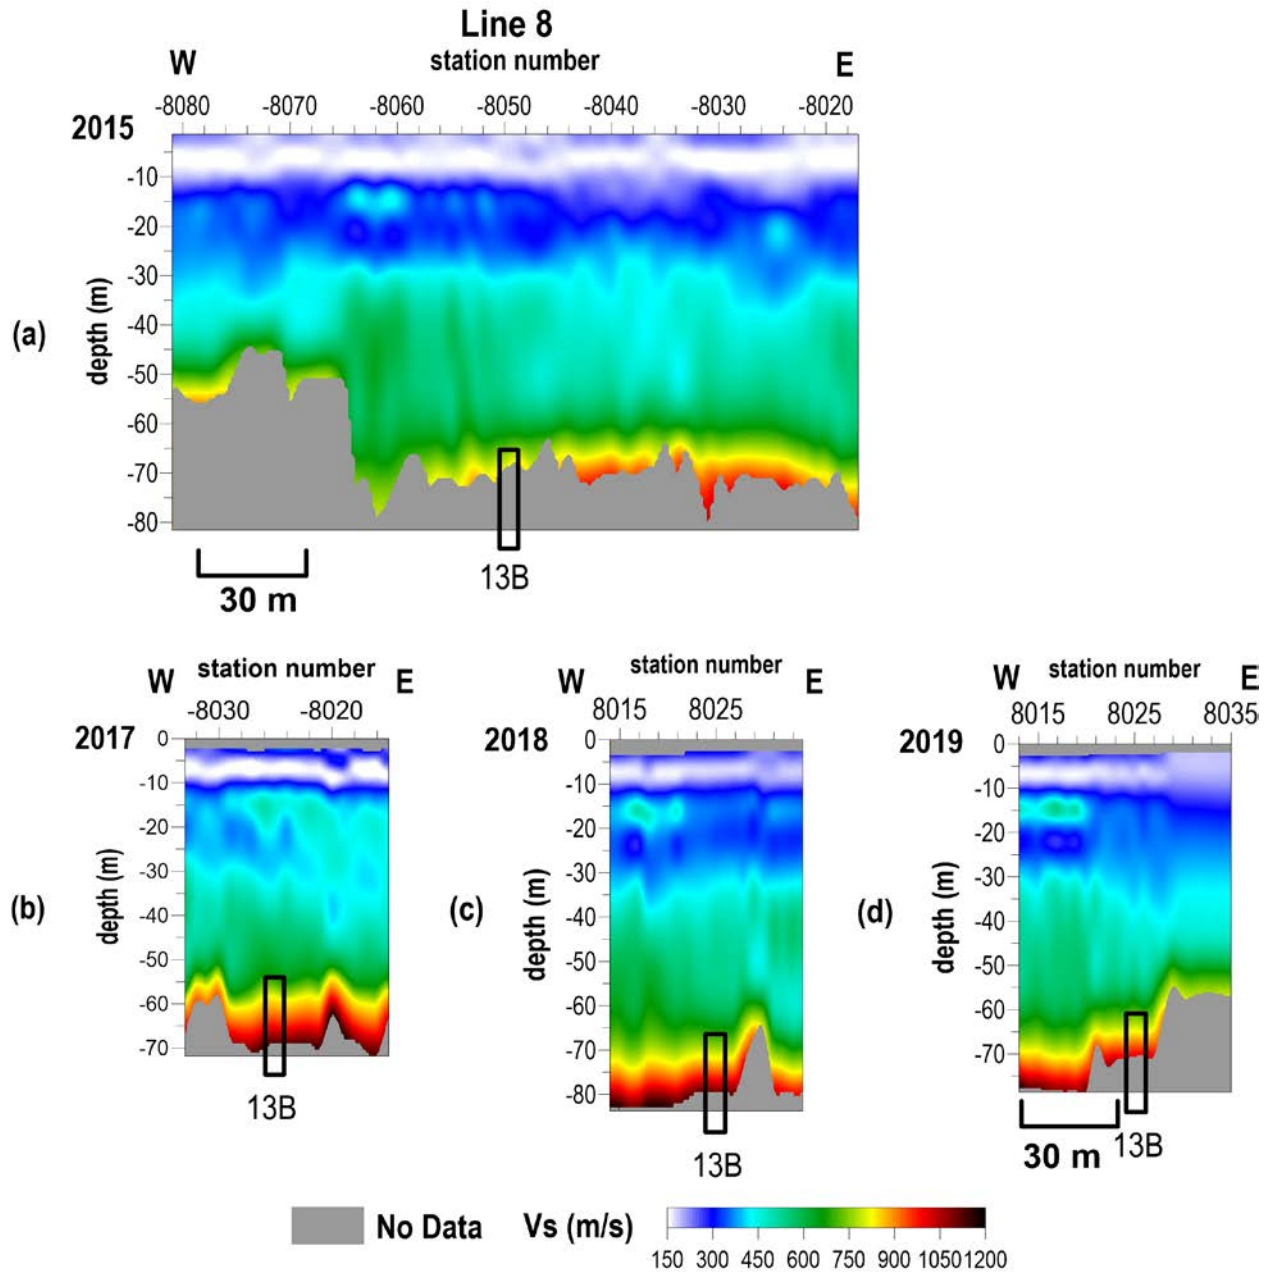 Line 8
W station number E
-8080 -8070 -8060 -8050 -8040 -8030 -8020
2015
-10
-20
-30
-40
-50
-60
-70
-80
depth (m)
(a)
30 m
13B
W station number E
-8030 -8020
2017
0
-10
-20
-30
-40
-50
-60
-70
depth (m)
(b)
13B
W station number E
8015 8025
2018
0
-10
-20
-30
-40
-50
-60
-70
-80
depth (m)
(c)
13B
W station number E
8015 8025 8035
2019
0
-10
-20
-30
-40
-50
-60
-70
depth (m)
(d)
30 m 13B
No Data Vs (m/s)
150 300 450 600 750 900 1050 1200